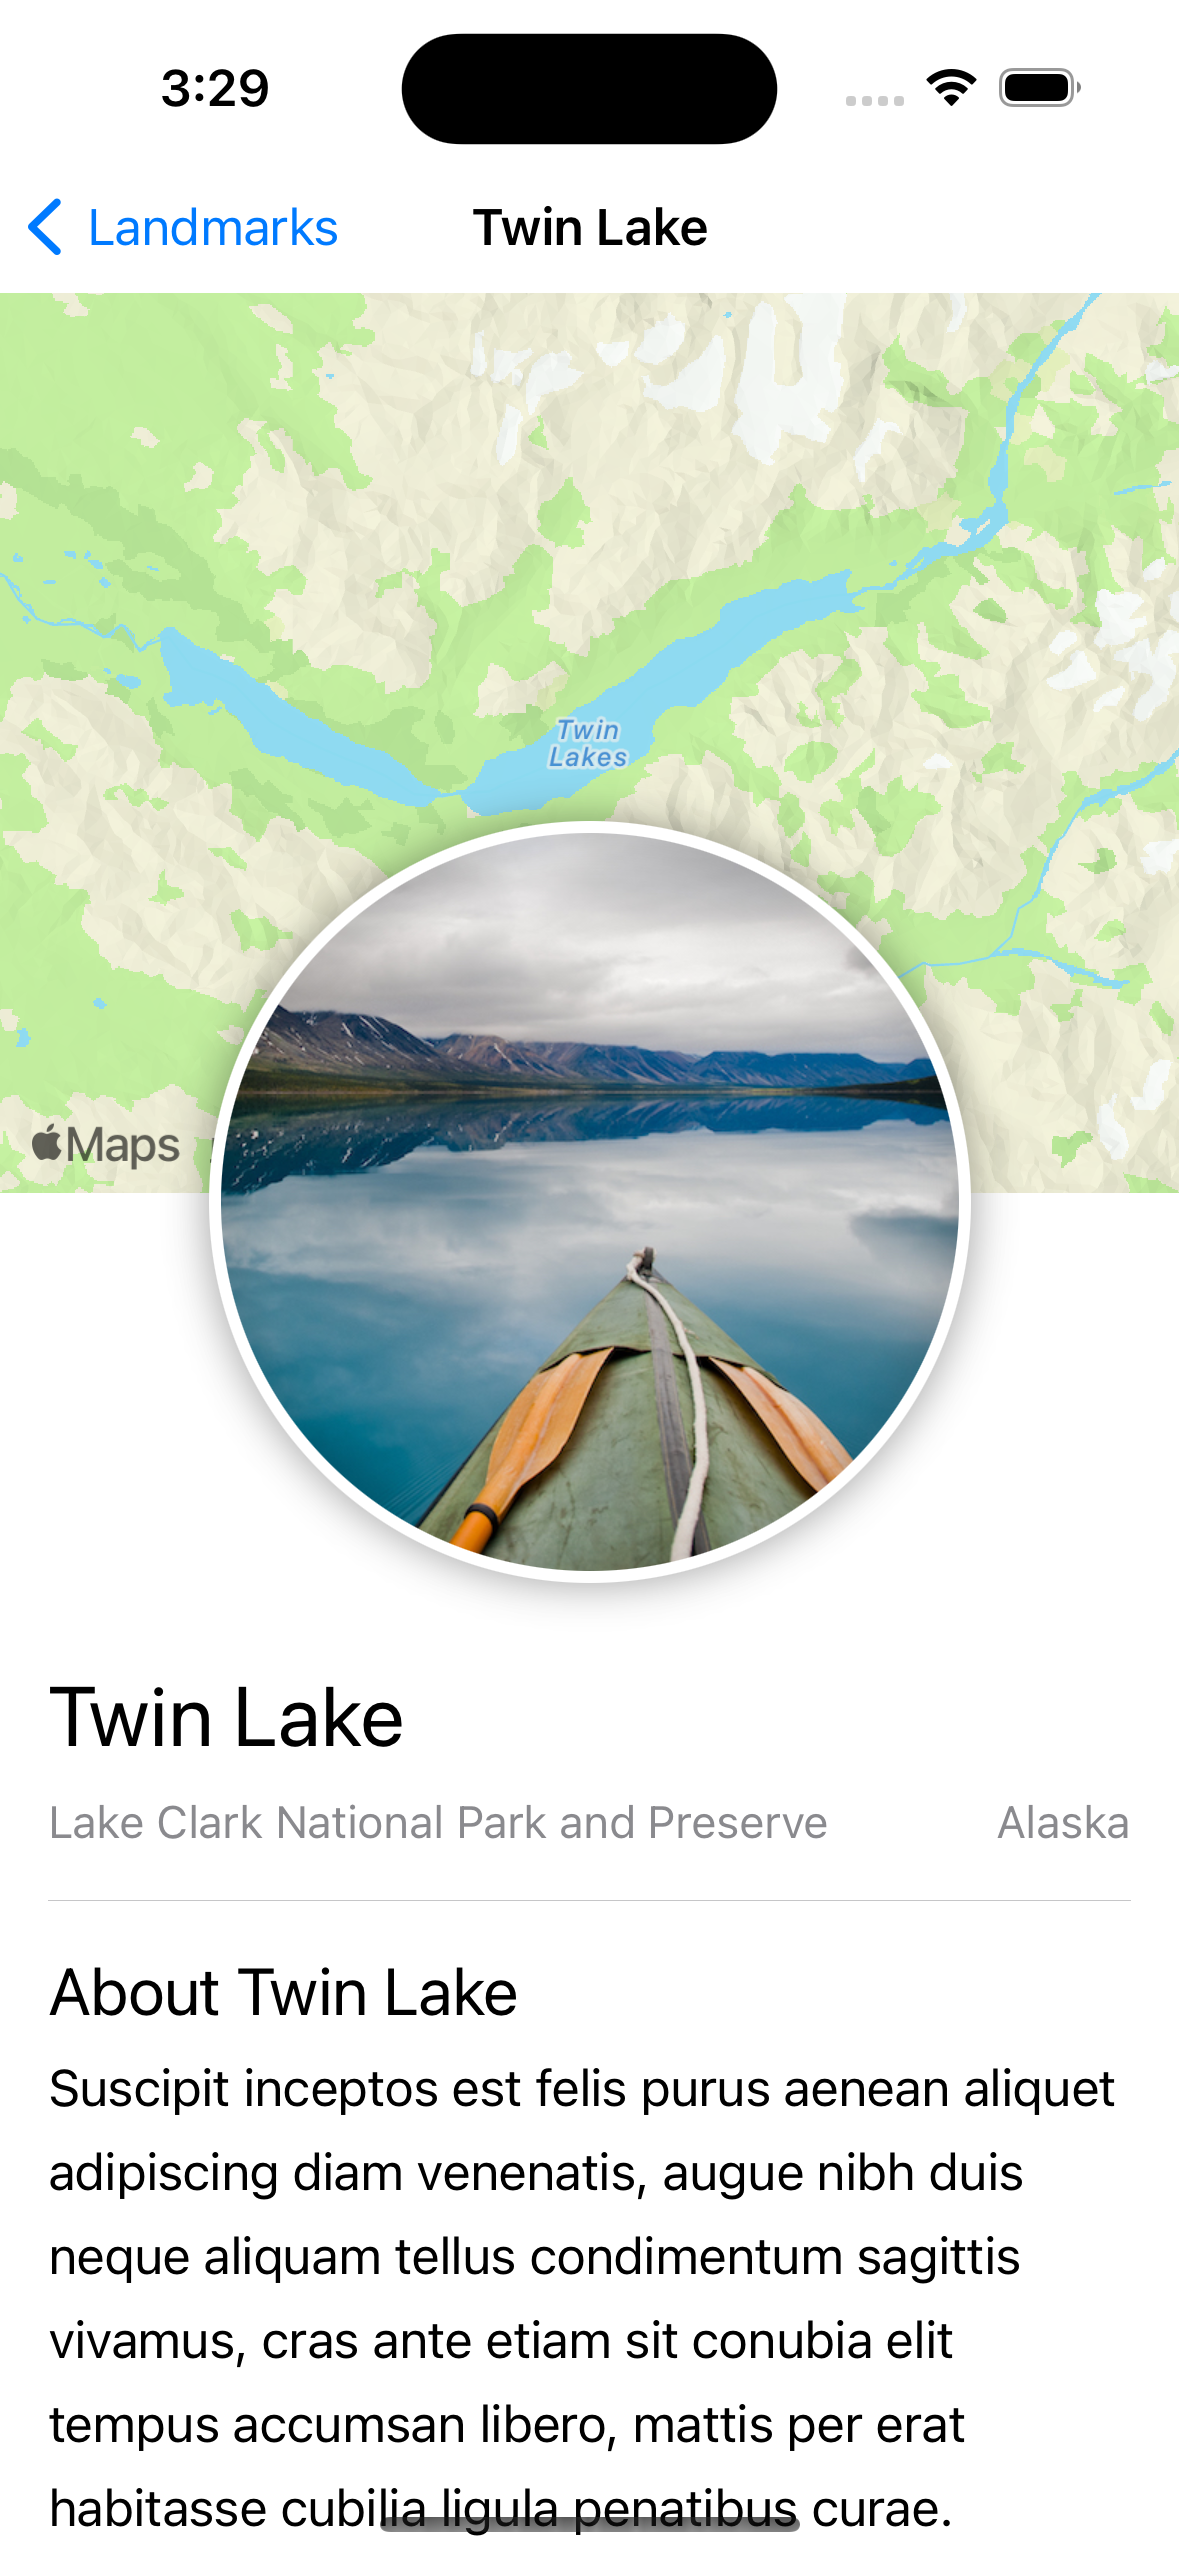 3:29
Landmarks
Twin Lake
Twin
Lakes
Maps
Twin Lake
Lake Clark National Park and Preserve
Alaska
About Twin Lake
Suscipit inceptos est felis purus aenean aliquet
adipiscing diam venenatis, augue nibh duis
neque aliquam tellus condimentum sagittis
vivamus, cras ante etiam sit conubia elit
tempus accumsan libero, mattis per erat
habitasse cubilia ligula penatibus curae.